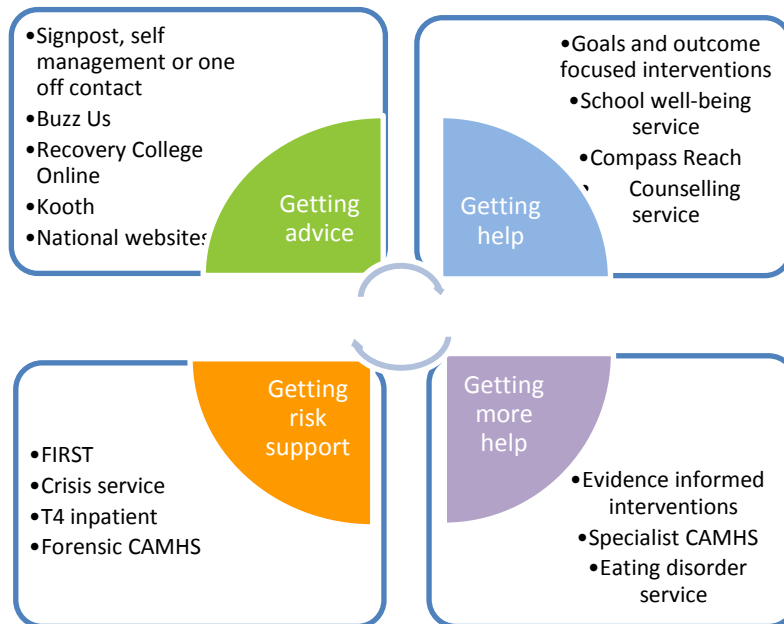 •Signpost, self
management or one
off contact
•Buzz Us
•Recovery College
Online
•Kooth
•National websites
Getting
advice
•Goals and outcome
focused interventions
•School well-being
service
•Compass Reach
• Counselling
service
Getting
help
Getting
risk
support
•FIRST
•Crisis service
•T4 inpatient
•Forensic CAMHS
Getting
more
help
•Evidence informed
interventions
•Specialist CAMHS
•Eating disorder
service